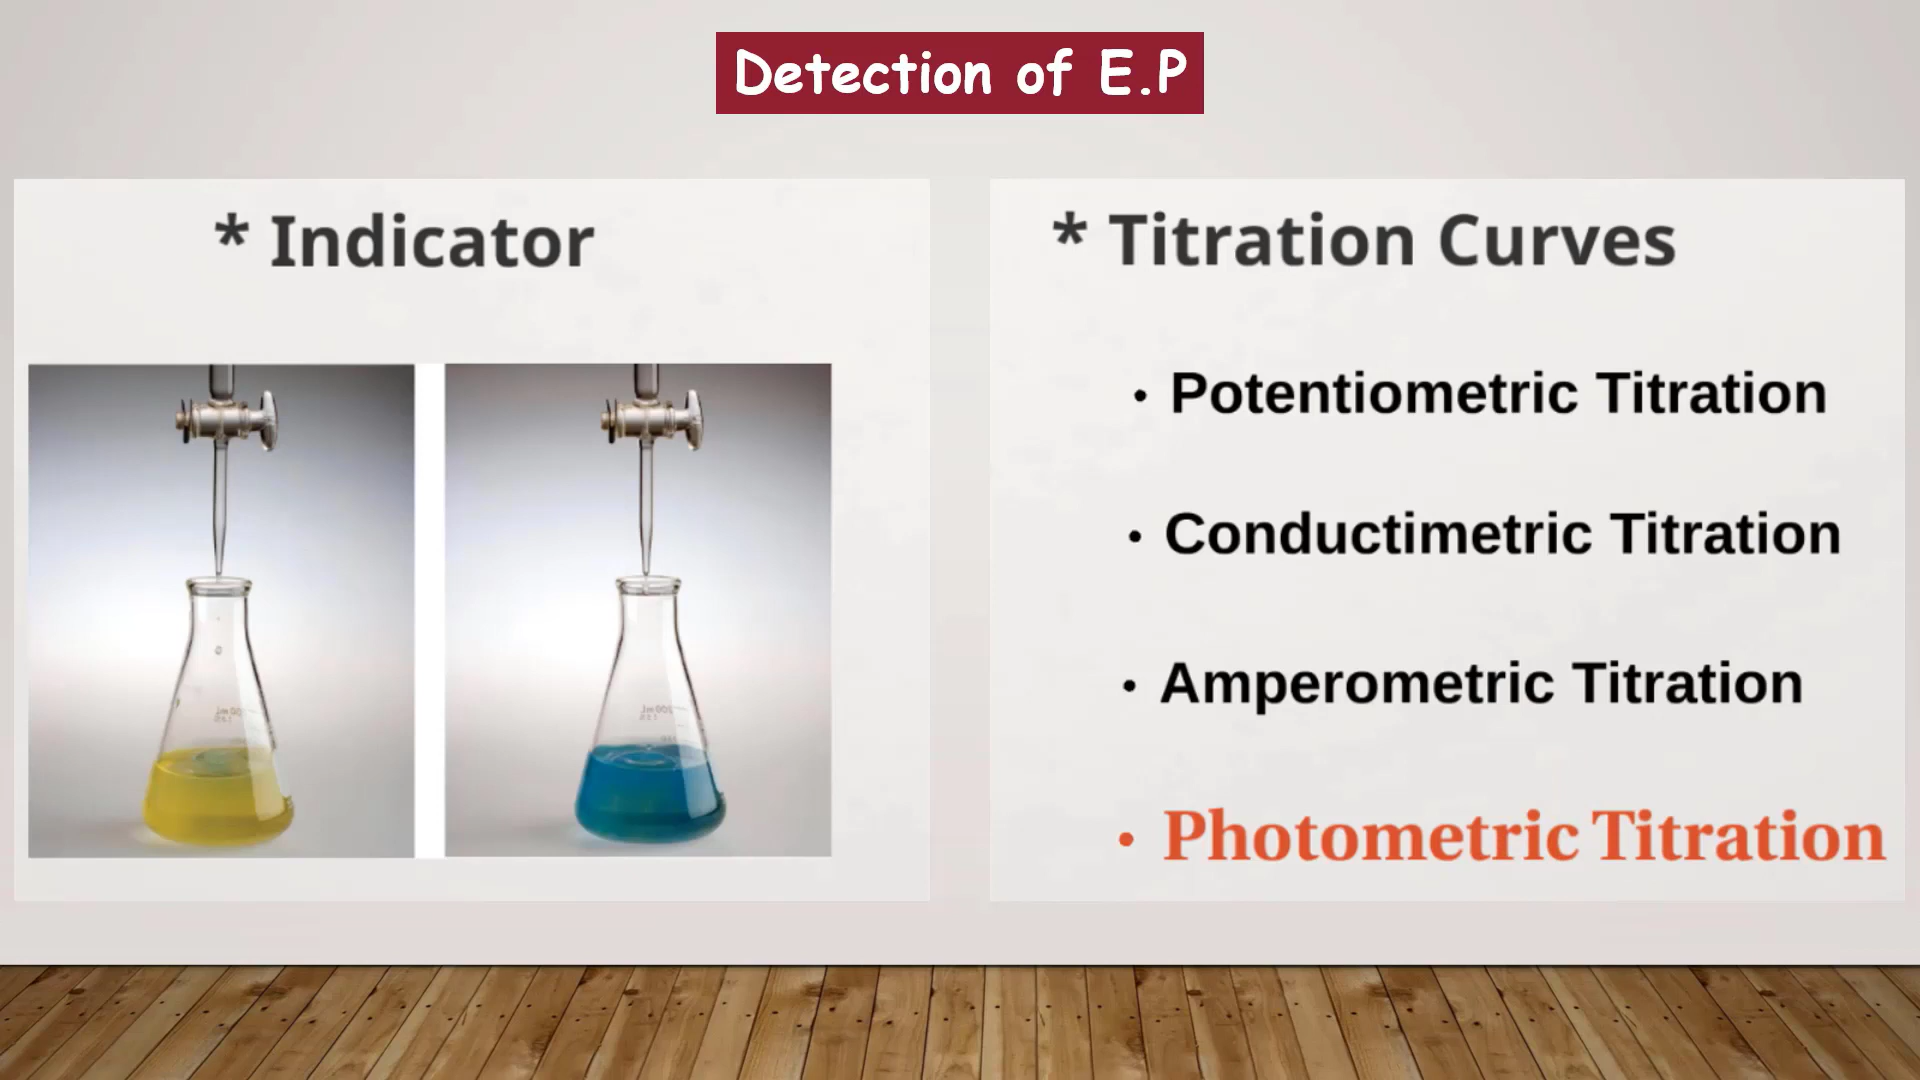 Detection of E.P
* Indicator
* Titration Curves
• Potentiometric Titration
• Conductimetric Titration
• Amperometric Titration
• Photometric Titration